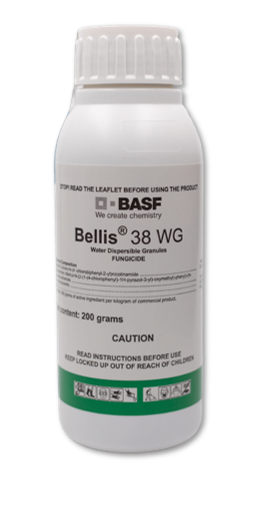 STOP! READ THE LEAFLET BEFORE USING THE PRODUCT
BASF
We create chemistry
Bellis® 38 WG
Water Dispersible Granules
FUNGICIDE
content: 200 grams
CAUTION
READ INSTRUCTIONS BEFORE USE
KEEP LOCKED UP OUT OF REACH OF CHILDREN